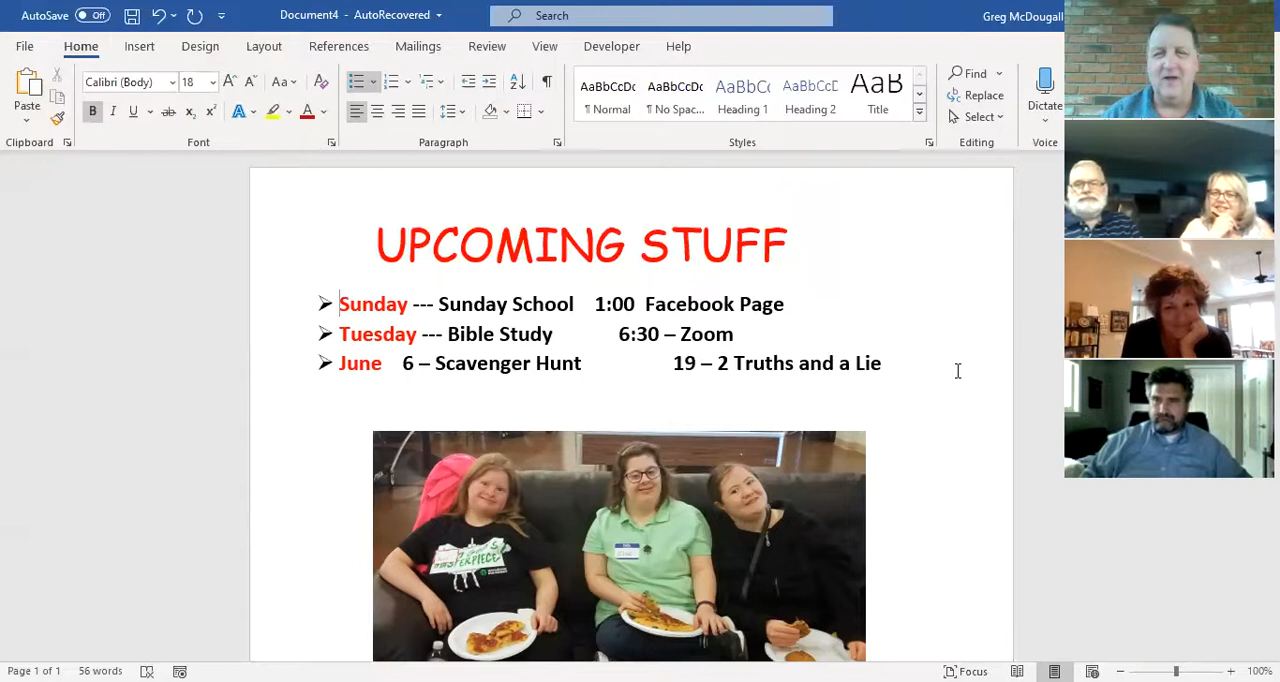 AutoSave Off Document4 - AutoRecovered Search Greg McDougall
File Home Insert Design Layout References Mailings Review View Developer Help
Calibri (Body) 18 Aa
Paste
B I U ab x₂ x² A A
AaBbCcDc AaBbCcDc AaBbCc AaBbCcD AaB
¶ Normal ¶ No Spac... Heading 1 Heading 2 Title
Find
Replace
Select
Dictate
Clipboard Font Paragraph Styles Editing Voice
UPCOMING STUFF
➢ Sunday --- Sunday School 1:00 Facebook Page
➢ Tuesday --- Bible Study 6:30 – Zoom
➢ June 6 – Scavenger Hunt 19 – 2 Truths and a Lie
Page 1 of 1 56 words Focus 100%